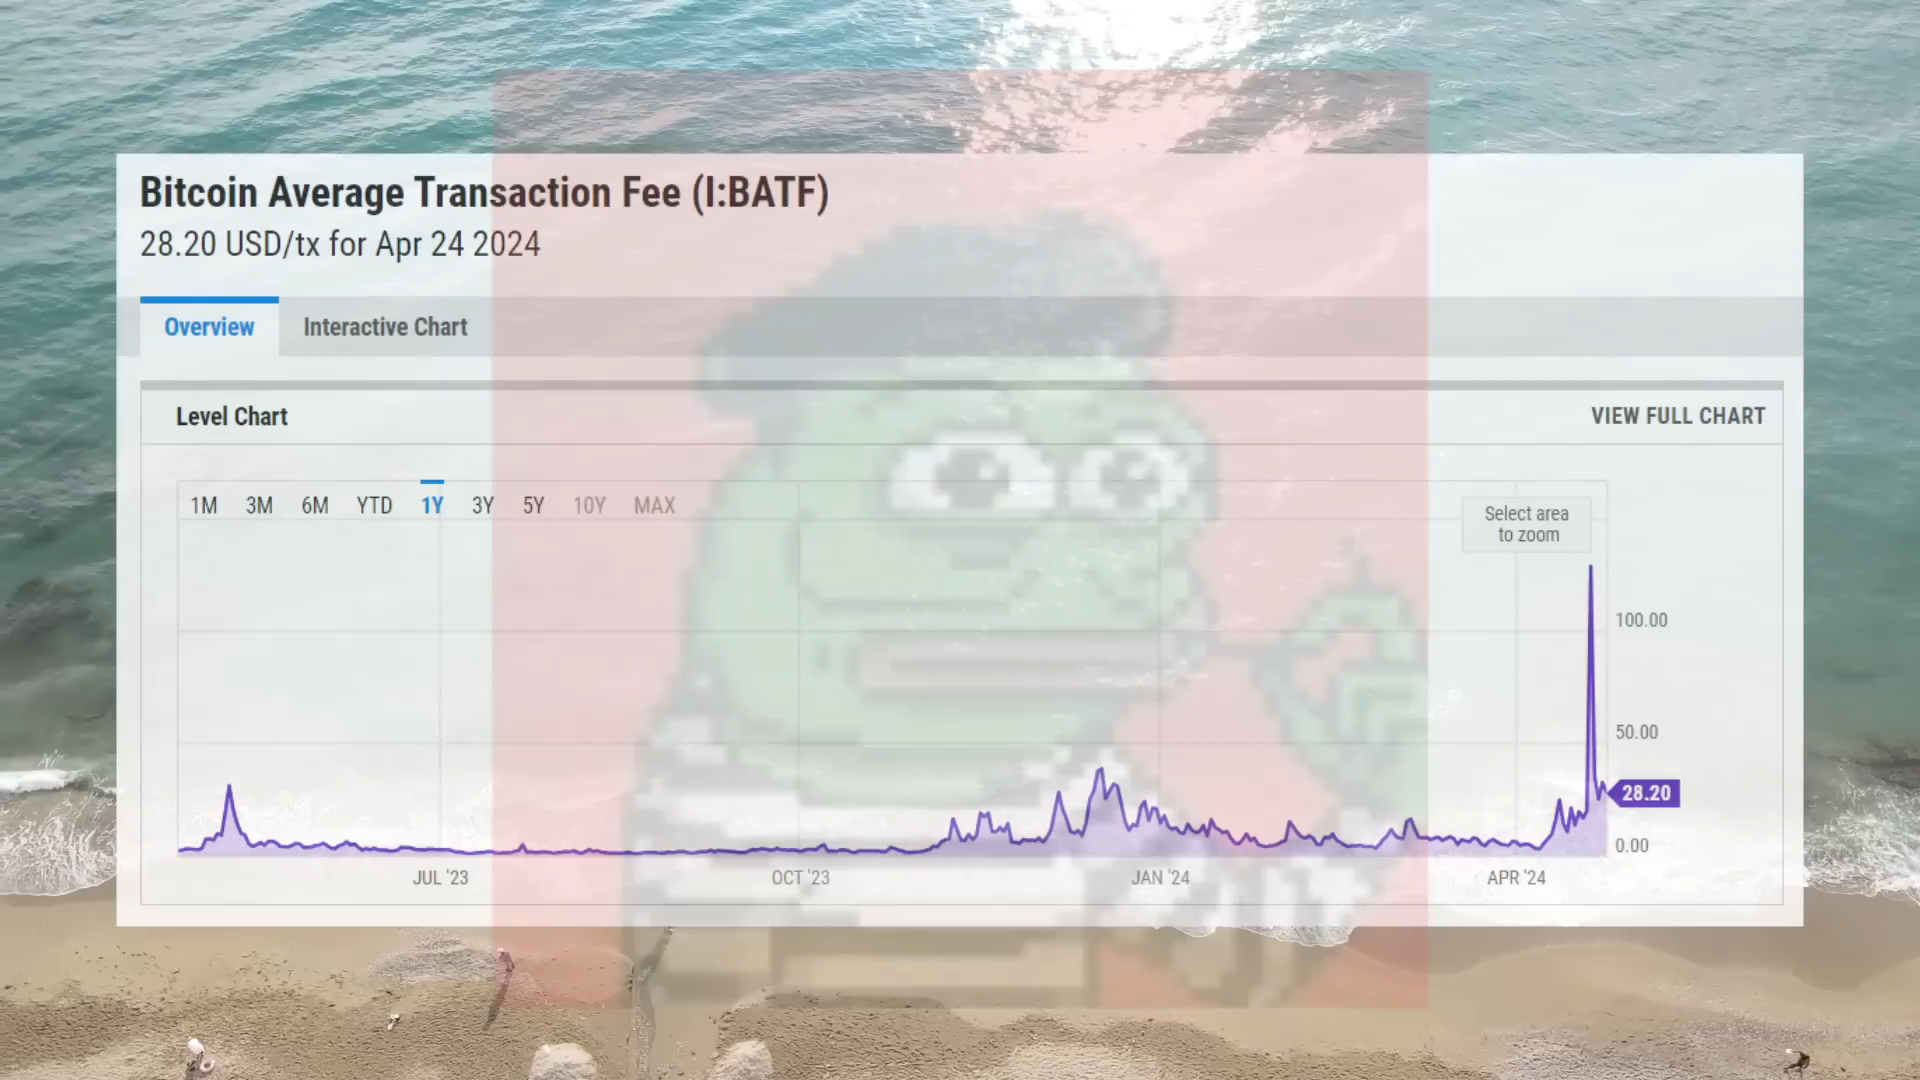 Bitcoin Average Transaction Fee (I:BATF)
28.20 USD/tx for Apr 24 2024
Overview
Interactive Chart
Level Chart
VIEW FULL CHART
1M 3M 6M YTD 1Y 3Y 5Y 10Y MAX
Select area
to zoom
100.00
50.00
28.20
0.00
JUL '23
OCT '23
JAN '24
APR '24